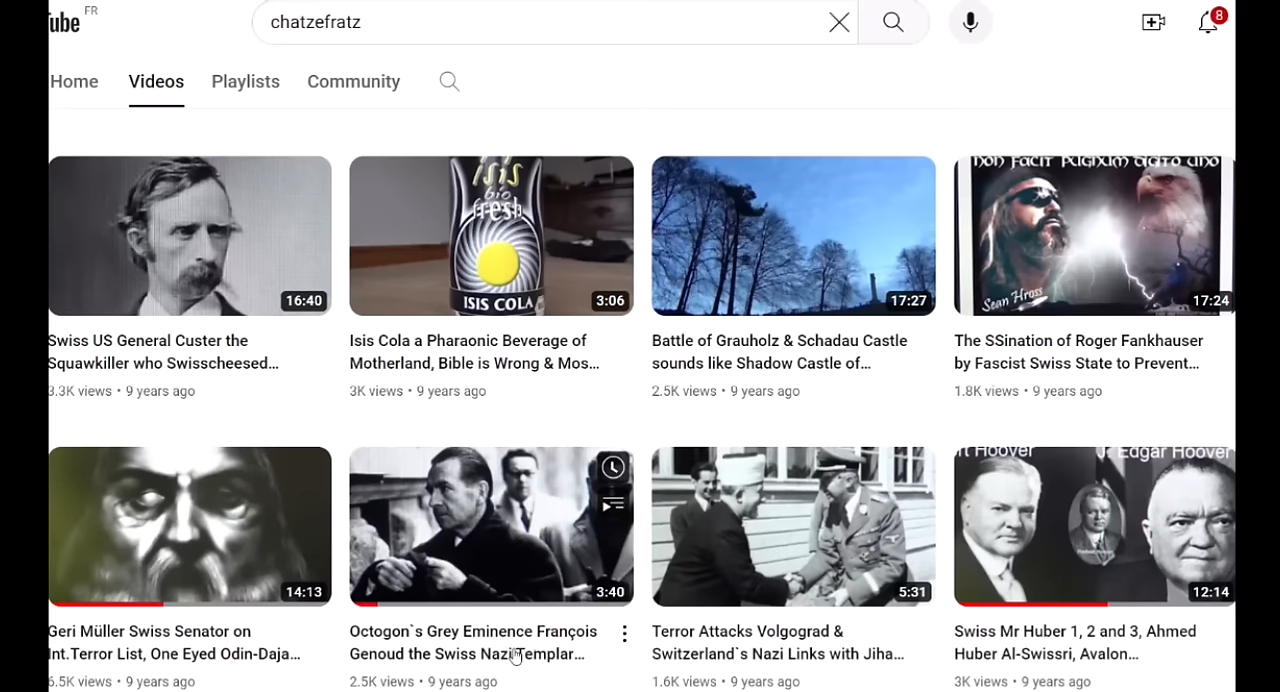 FR
Tube
chatzefratz
8
Home
Videos
Playlists
Community
isis
bio
fresh
ISIS COLA
NON FACIT PUGNUM DIGITO UNO
Sean Hross
16:40
3:06
17:27
17:24
Swiss US General Custer the
Squawkiller who Swisscheesed...
3.3K views • 9 years ago
Isis Cola a Pharaonic Beverage of
Motherland, Bible is Wrong & Mos...
3K views • 9 years ago
Battle of Grauholz & Schadau Castle
sounds like Shadow Castle of...
2.5K views • 9 years ago
The SSination of Roger Fankhauser
by Fascist Swiss State to Prevent...
1.8K views • 9 years ago
Hoover
J. Edgar Hoover
14:13
3:40
5:31
12:14
Geri Müller Swiss Senator on
Int.Terror List, One Eyed Odin-Daja...
6.5K views • 9 years ago
Octogon`s Grey Eminence François
Genoud the Swiss Nazi Templar...
2.5K views • 9 years ago
Terror Attacks Volgograd &
Switzerland`s Nazi Links with Jiha...
1.6K views • 9 years ago
Swiss Mr Huber 1, 2 and 3, Ahmed
Huber Al-Swissri, Avalon...
3K views • 9 years ago